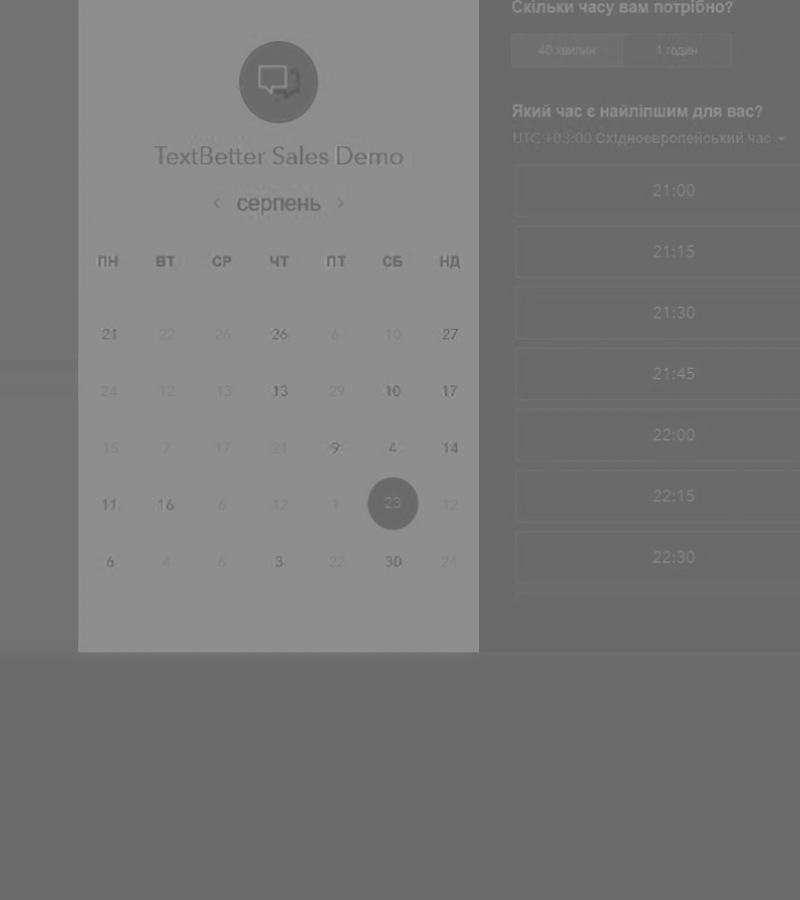 TextBetter Sales Demo
‹ серпень ›
ПН ВТ СР ЧТ ПТ СБ НД
21 22 26 26 6 10 27
24 12 13 13 29 10 17
15 7 17 21 9 4 14
11 16 6 12 1 23 12
6 4 6 3 22 30 24
Скільки часу вам потрібно?
40 хвилин 1 годин
Який час є найліпшим для вас?
UTC +03:00 Східноєвропейський час
21:00
21:15
21:30
21:45
22:00
22:15
22:30